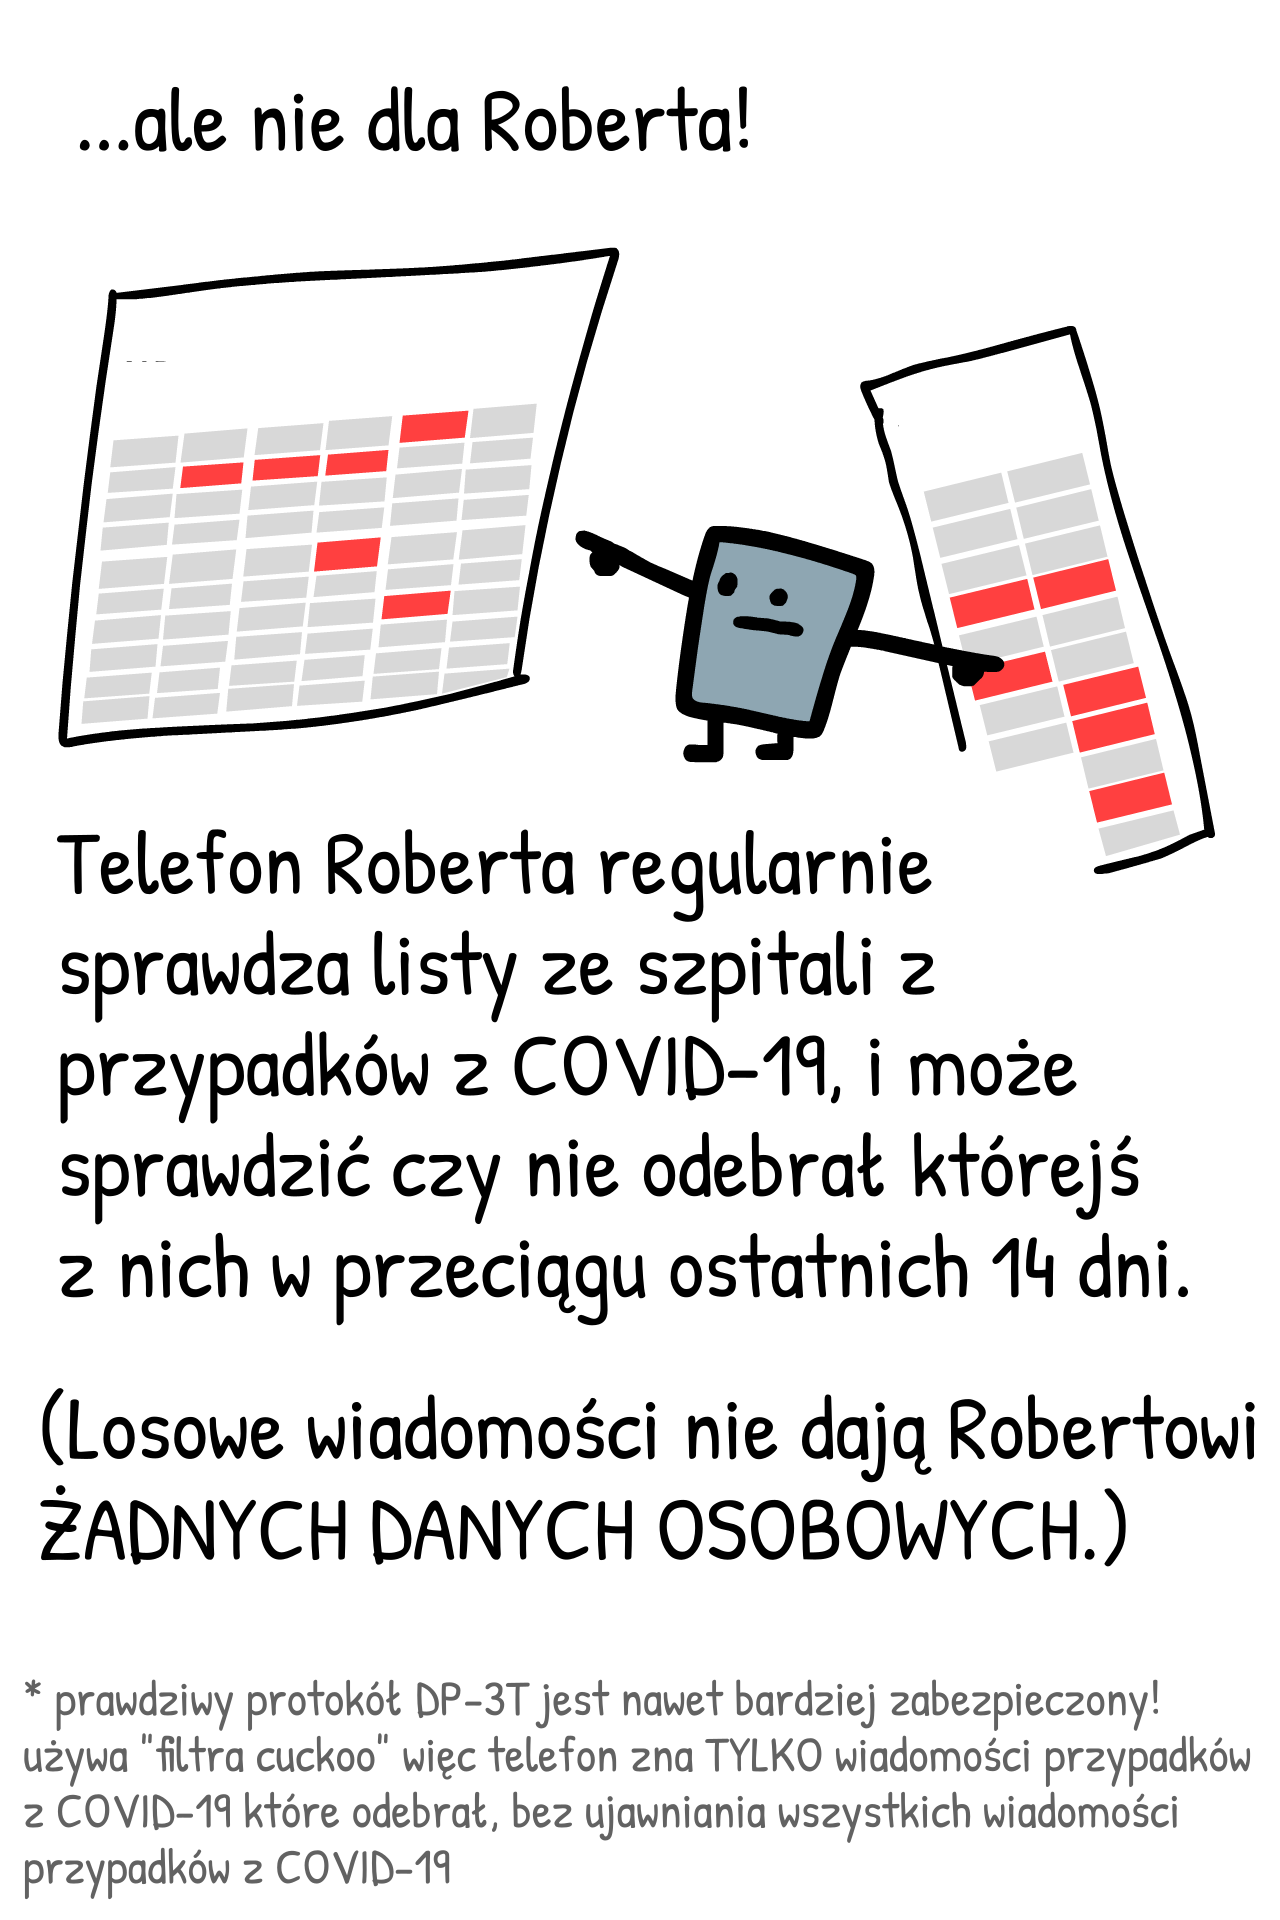 ...ale nie dla Roberta!
Telefon Roberta regularnie
sprawdza listy ze szpitali z
przypadków z COVID-19, i może
sprawdzić czy nie odebrał którejś
z nich w przeciągu ostatnich 14 dni.
(Losowe wiadomości nie dają Robertowi
ŻADNYCH DANYCH OSOBOWYCH.)
* prawdziwy protokół DP-3T jest nawet bardziej zabezpieczony!
używa "filtra cuckoo" więc telefon zna TYLKO wiadomości przypadków
z COVID-19 które odebrał, bez ujawniania wszystkich wiadomości
przypadków z COVID-19